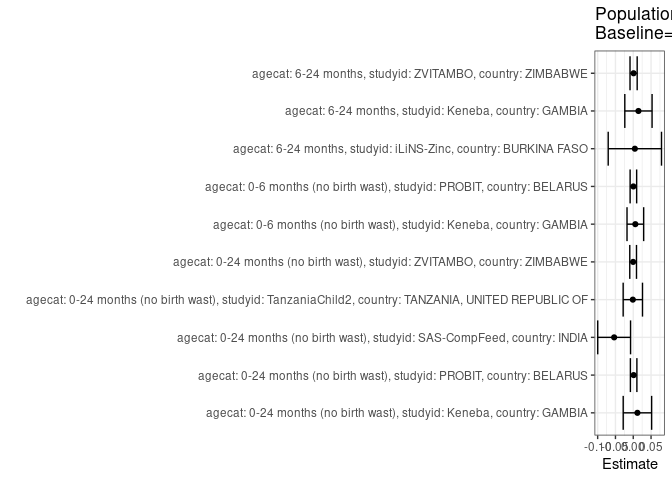 Population
Baseline=
agecat: 6-24 months, studyid: ZVITAMBO, country: ZIMBABWE
agecat: 6-24 months, studyid: Keneba, country: GAMBIA
agecat: 6-24 months, studyid: iLiNS-Zinc, country: BURKINA FASO
agecat: 0-6 months (no birth wast), studyid: PROBIT, country: BELARUS
agecat: 0-6 months (no birth wast), studyid: Keneba, country: GAMBIA
agecat: 0-24 months (no birth wast), studyid: ZVITAMBO, country: ZIMBABWE
agecat: 0-24 months (no birth wast), studyid: TanzaniaChild2, country: TANZANIA, UNITED REPUBLIC OF
agecat: 0-24 months (no birth wast), studyid: SAS-CompFeed, country: INDIA
agecat: 0-24 months (no birth wast), studyid: PROBIT, country: BELARUS
agecat: 0-24 months (no birth wast), studyid: Keneba, country: GAMBIA
-0.10 -0.05 0.00 0.05
Estimate